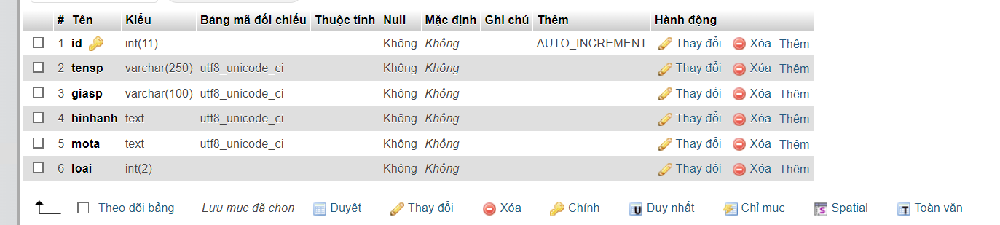 # Tên Kiểu Bảng mã đối chiếu Thuộc tính Null Mặc định Ghi chú Thêm Hành động
1 id int(11) Không Không AUTO_INCREMENT Thay đổi Xóa Thêm
2 tensp varchar(250) utf8_unicode_ci Không Không Thay đổi Xóa Thêm
3 giasp varchar(100) utf8_unicode_ci Không Không Thay đổi Xóa Thêm
4 hinhanh text utf8_unicode_ci Không Không Thay đổi Xóa Thêm
5 mota text utf8_unicode_ci Không Không Thay đổi Xóa Thêm
6 loai int(2) Không Không Thay đổi Xóa Thêm
Theo dõi bảng Lưu mục đã chọn Duyệt Thay đổi Xóa Chính U Duy nhất Chỉ mục S Spatial T Toàn văn